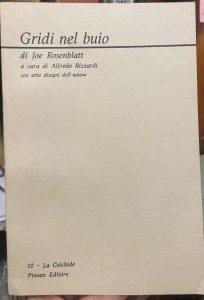 Gridi nel buio
di Joe Rosenblatt
a cura di Alfredo Rizzardi
con sette disegni dell'autore
10 - La Colchide
Piovan Editore